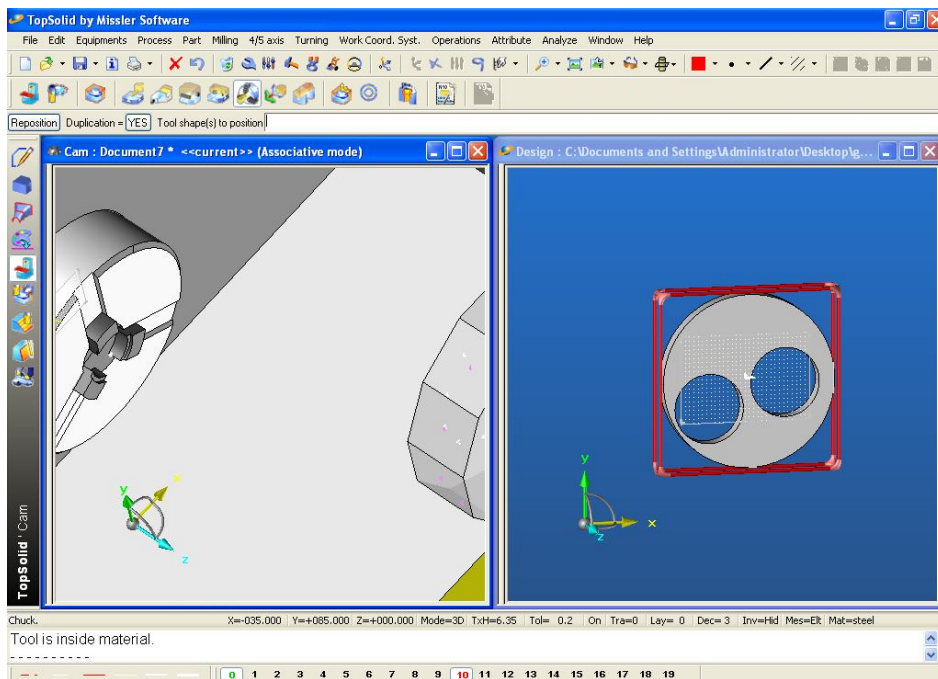 TopSolid by Missler Software
File Edit Equipments Process Part Milling 4/5 axis Turning Work Coord. Syst. Operations Attribute Analyze Window Help
Reposition Duplication = YES Tool shape(s) to position
Cam : Document7 * <<current>> (Associative mode)
Design : C:\Documents and Settings\Administrator\Desktop\g...
y
x
z
y
x
z
TopSolid ' Cam
Chuck. X=-035.000 Y=+085.000 Z=+000.000 Mode=3D TxH=6.35 Tol= 0.2 On Tra=0 Lay= 0 Dec= 3 Inv=Hid Mes=Elt Mat=steel
Tool is inside material.
----------
0 1 2 3 4 5 6 7 8 9 10 11 12 13 14 15 16 17 18 19